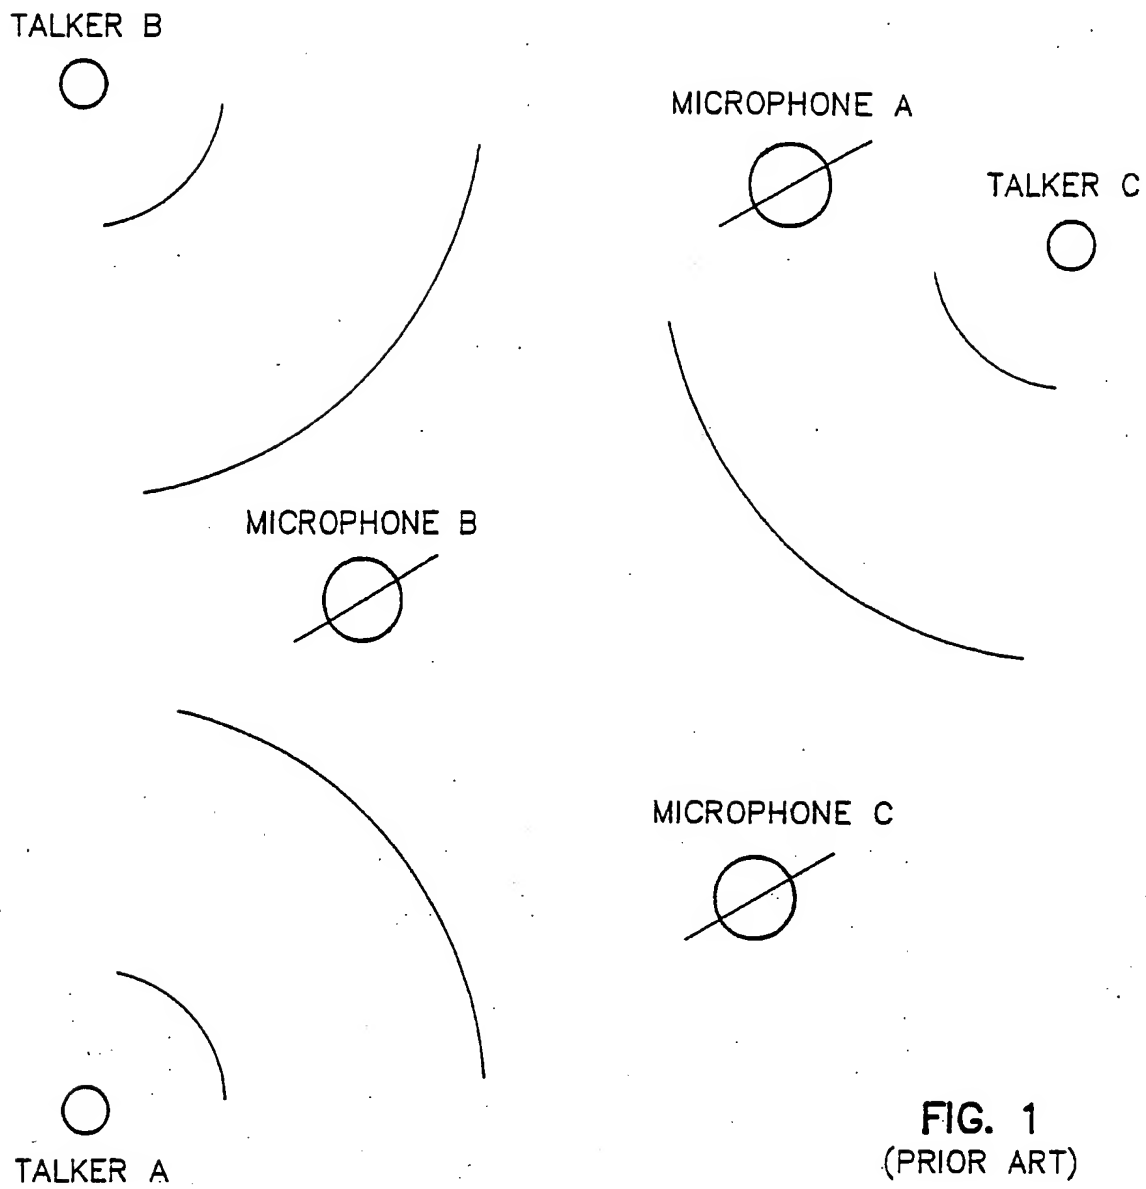 TALKER B
MICROPHONE A
TALKER C
MICROPHONE B
MICROPHONE C
TALKER A
FIG. 1
(PRIOR ART)